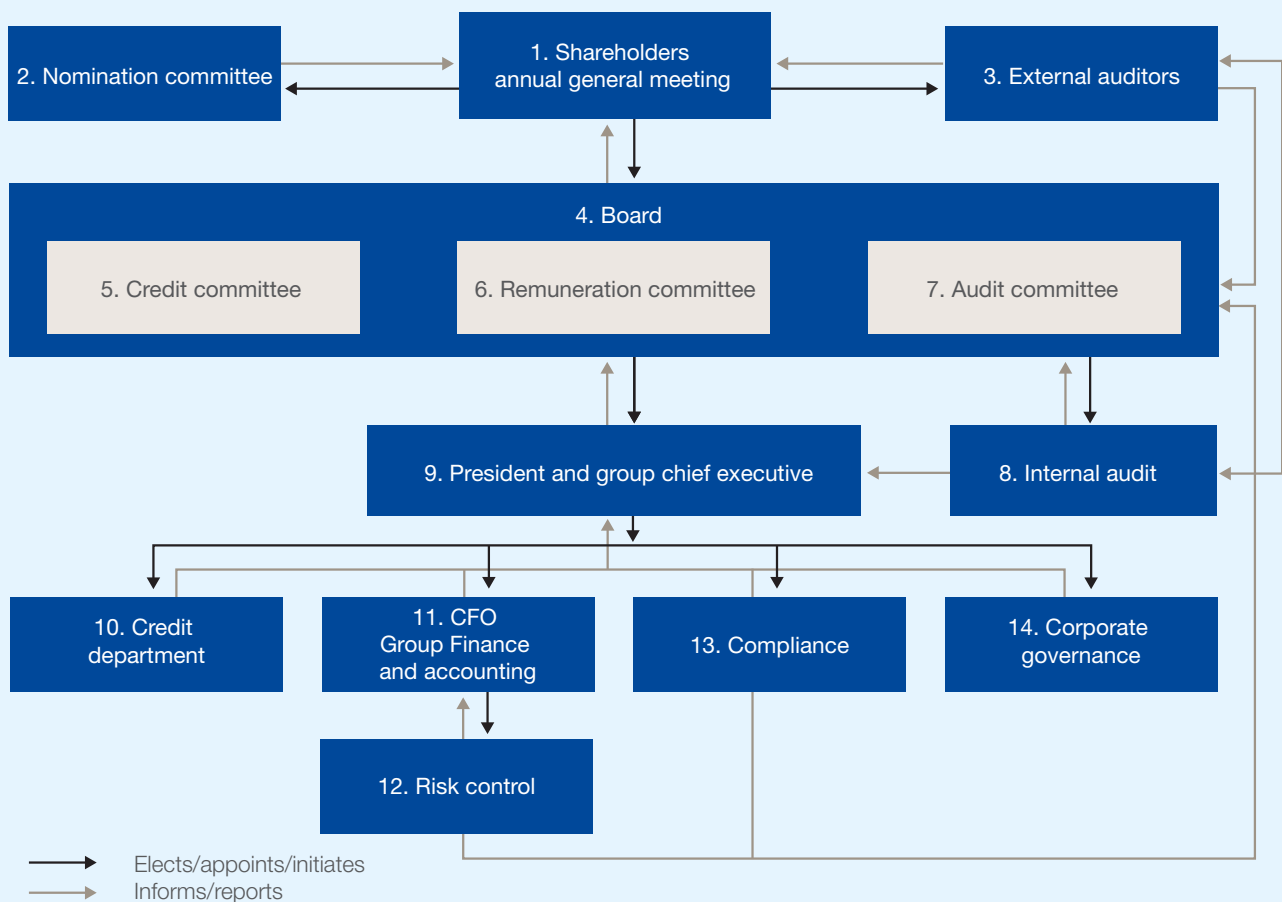 1. Shareholders
annual general meeting
2. Nomination committee
3. External auditors
4. Board
5. Credit committee
6. Remuneration committee
7. Audit committee
9. President and group chief executive
8. Internal audit
10. Credit
department
11. CFO
Group Finance
and accounting
13. Compliance
14. Corporate
governance
12. Risk control
Elects/appoints/initiates
Informs/reports